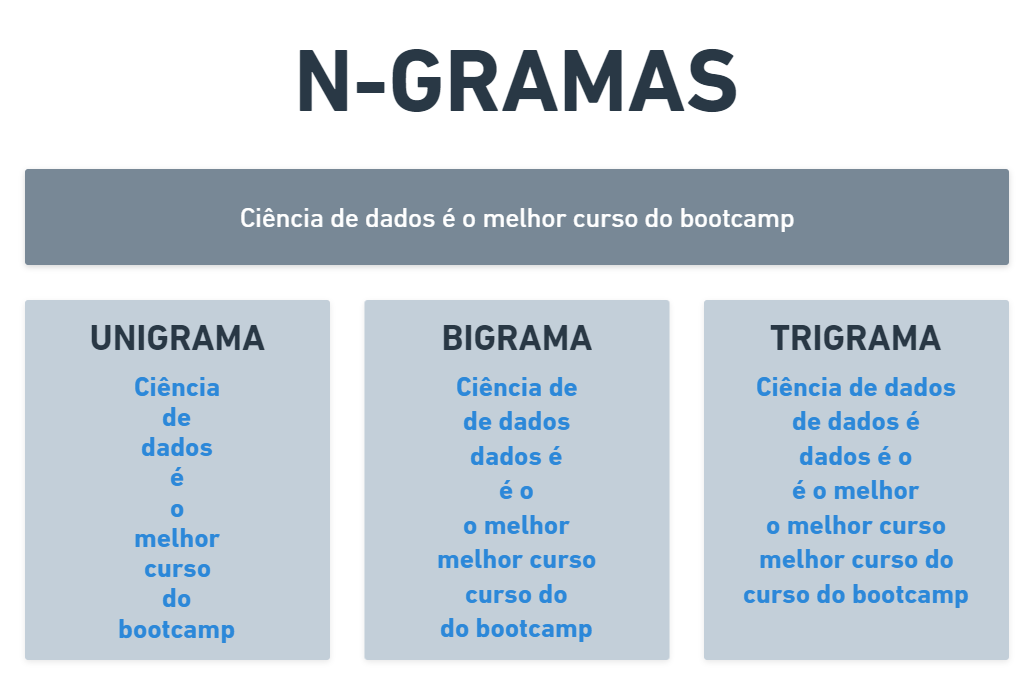 N-GRAMAS
Ciência de dados é o melhor curso do bootcamp
UNIGRAMA
Ciência
de
dados
é
o
melhor
curso
do
bootcamp
BIGRAMA
Ciência de
de dados
dados é
é o
o melhor
melhor curso
curso do
do bootcamp
TRIGRAMA
Ciência de dados
de dados é
dados é o
é o melhor
o melhor curso
melhor curso do
curso do bootcamp